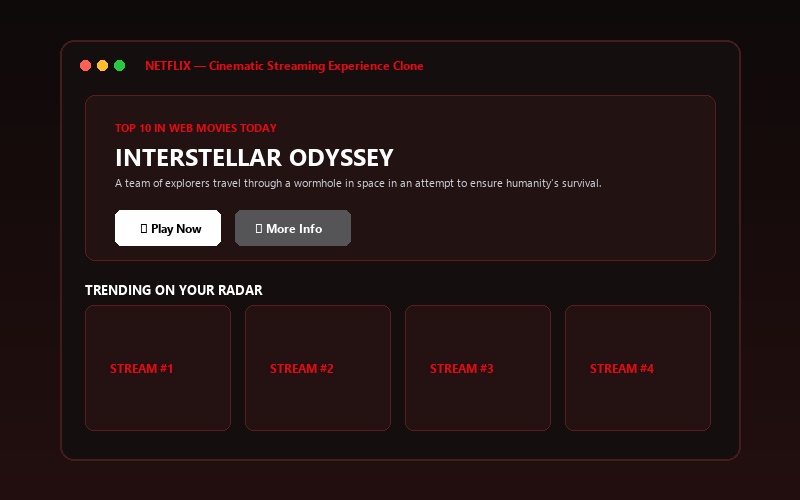 NETFLIX — Cinematic Streaming Experience Clone
TOP 10 IN WEB MOVIES TODAY
INTERSTELLAR ODYSSEY
A team of explorers travel through a wormhole in space in an attempt to ensure humanity's survival.
Play Now
More Info
TRENDING ON YOUR RADAR
STREAM #1
STREAM #2
STREAM #3
STREAM #4